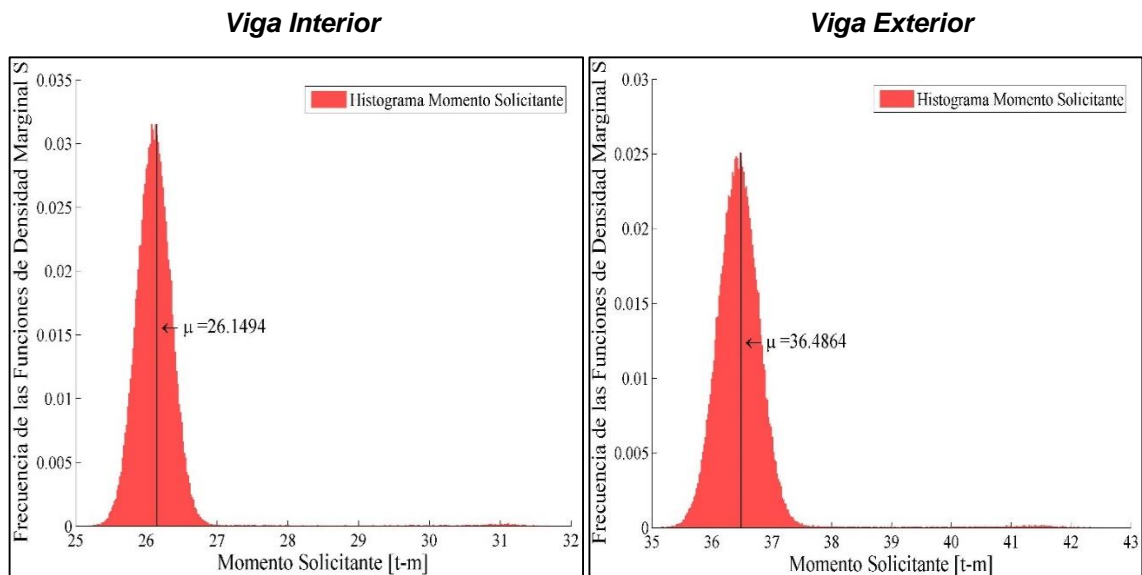 Viga Interior
Frecuencia de las Funciones de Densidad Marginal S
0.035
0.03
0.025
0.02
0.015
0.01
0.005
0
Histograma Momento Solicitante
← μ =26.1494
25 26 27 28 29 30 31 32
Momento Solicitante [t-m]
Viga Exterior
Frecuencia de las Funciones de Densidad Marginal S
0.03
0.025
0.02
0.015
0.01
0.005
0
Histograma Momento Solicitante
← μ =36.4864
35 36 37 38 39 40 41 42 43
Momento Solicitante [t-m]